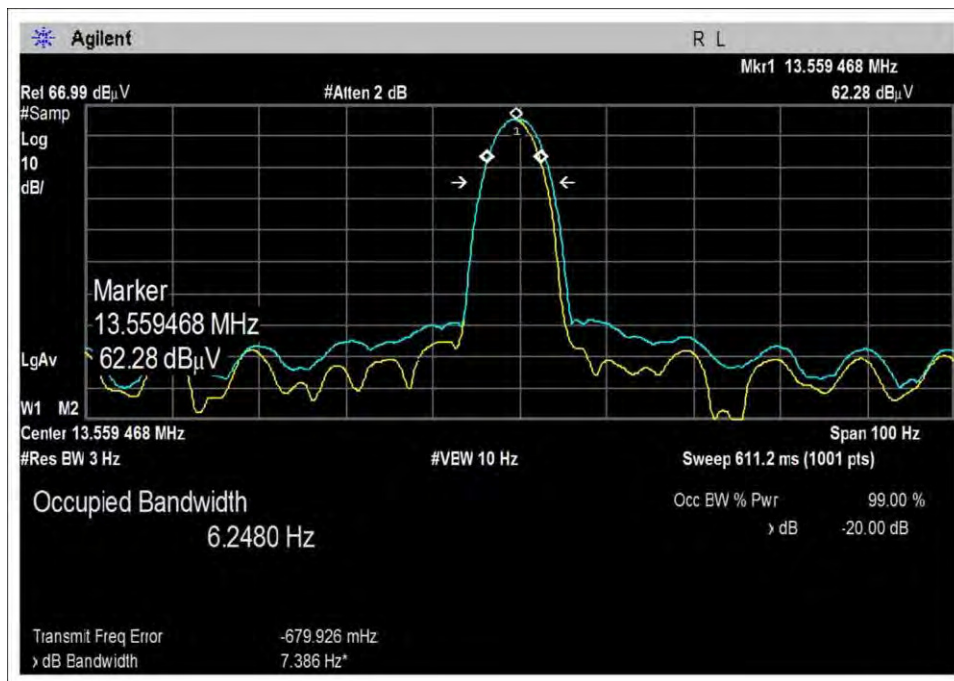 Agilent
R L
Mkr1 13.559 468 MHz
Rel 66.99 dBμV #Atten 2 dB 62.28 dBμV
#Samp
Log
10
dB/
1
Marker
13.559468 MHz
62.28 dBμV
LgAv
W1 M2
Center 13.559 468 MHz Span 100 Hz
#Res BW 3 Hz #VBW 10 Hz Sweep 611.2 ms (1001 pts)
Occupied Bandwidth Occ BW % Pwr 99.00 %
6.2480 Hz x dB -20.00 dB
Transmit Freq Error -679.926 mHz
x dB Bandwidth 7.386 Hz*